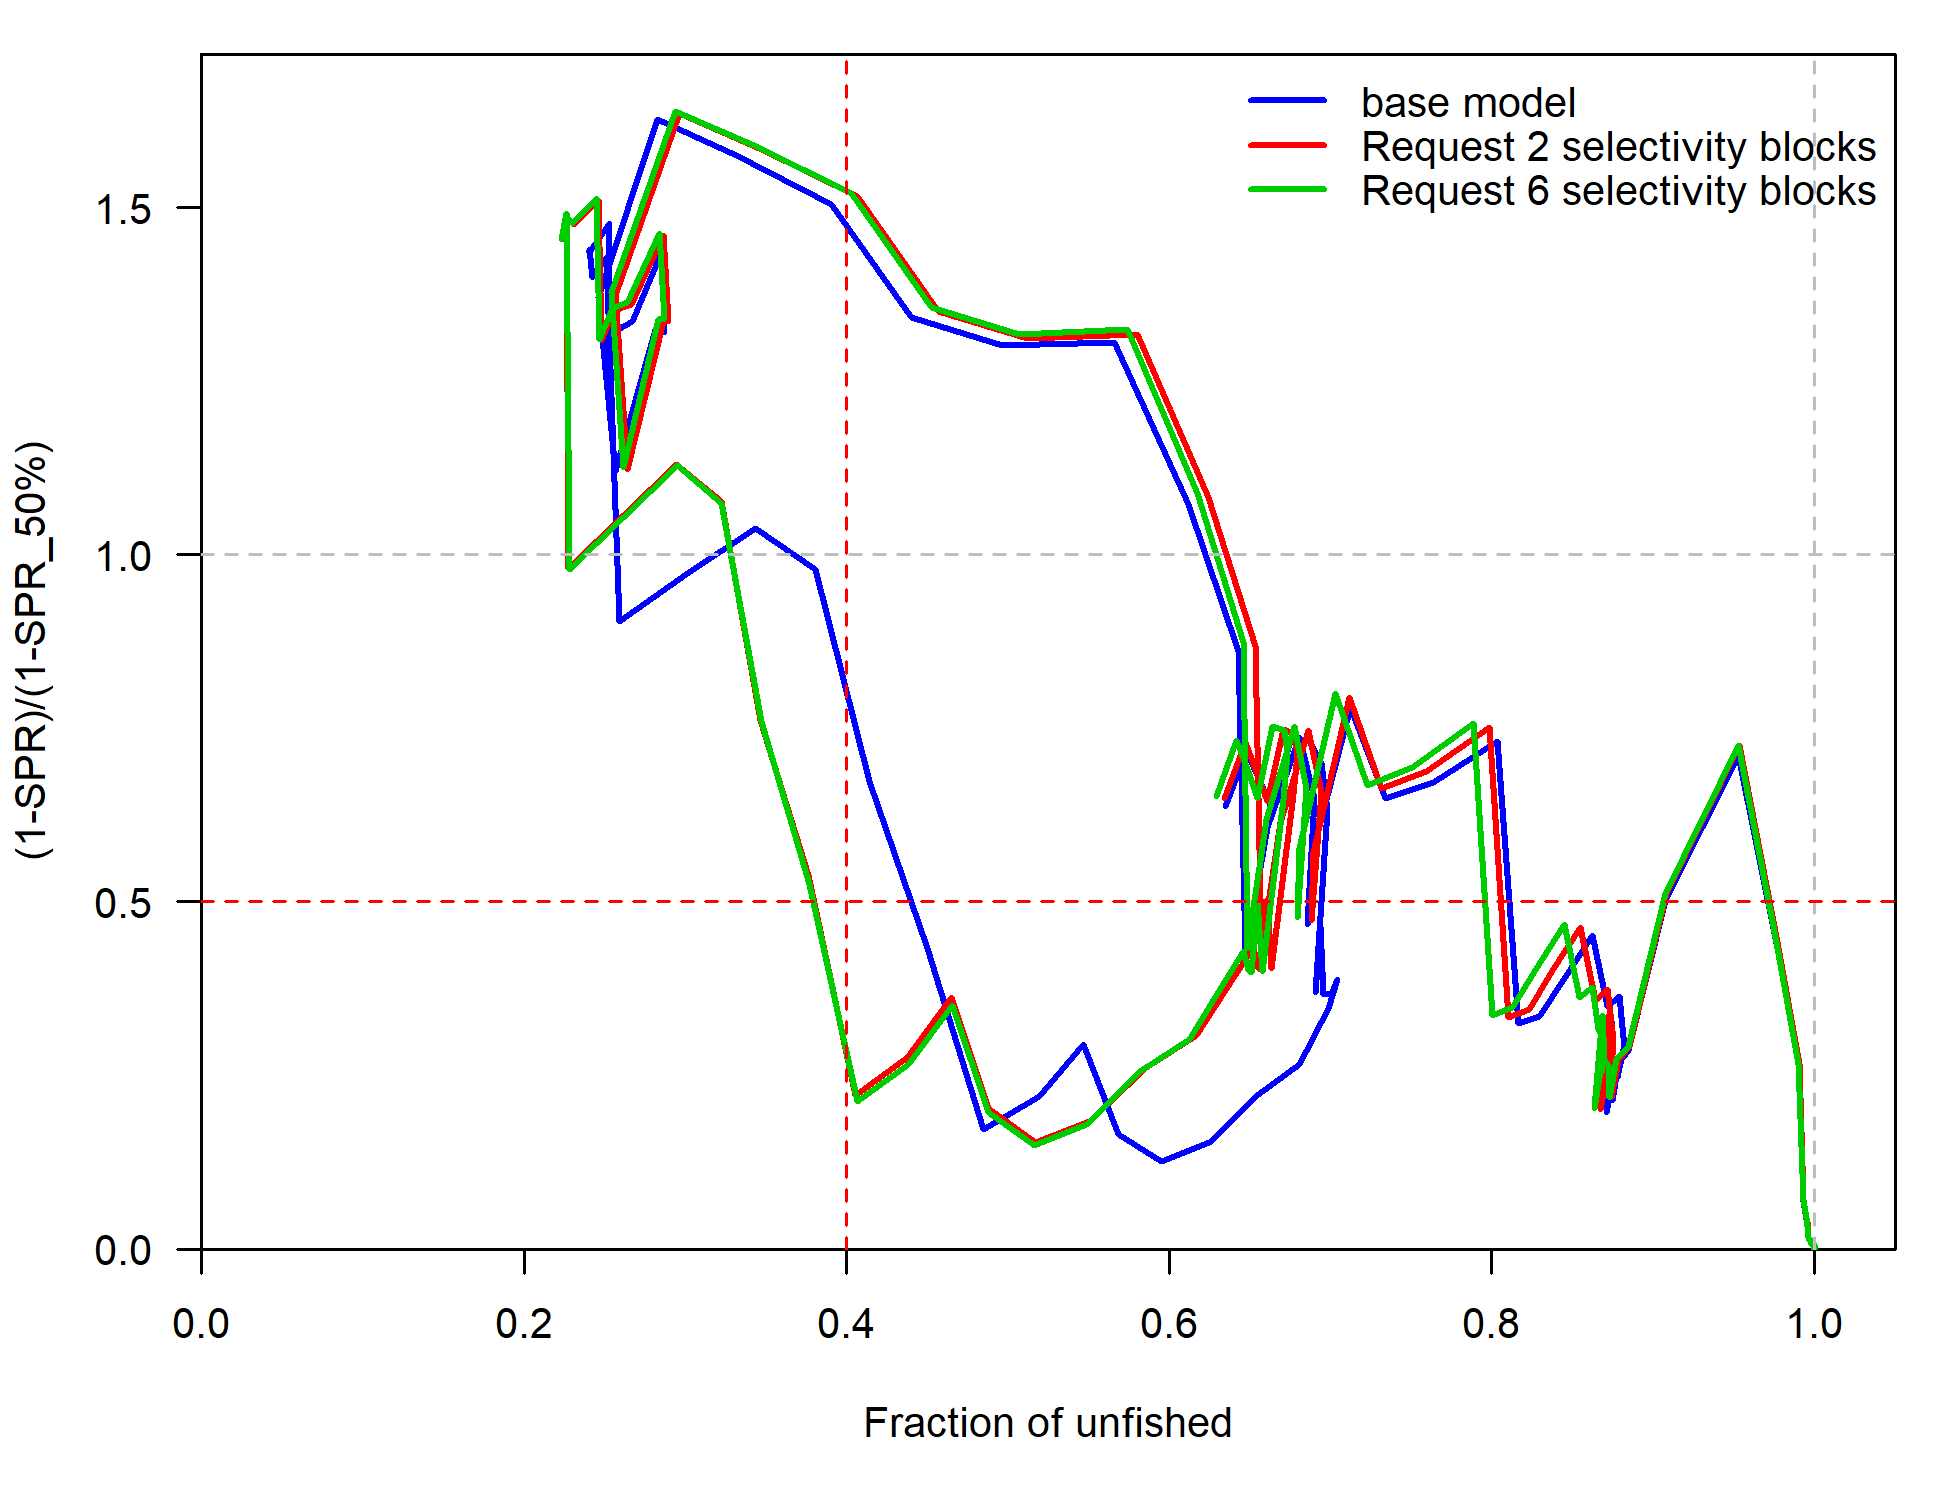 base model
Request 2 selectivity blocks
Request 6 selectivity blocks
(1-SPR)/(1-SPR_50%)
1.5
1.0
0.5
0.0
0.0 0.2 0.4 0.6 0.8 1.0
Fraction of unfished